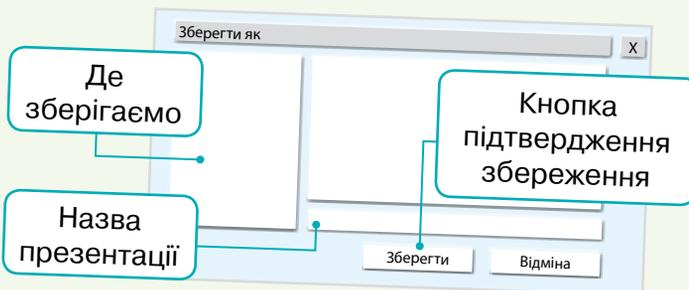 Зберегти як
X
Де
зберігаємо
Кнопка
підтвердження
збереження
Назва
презентації
Зберегти
Відміна